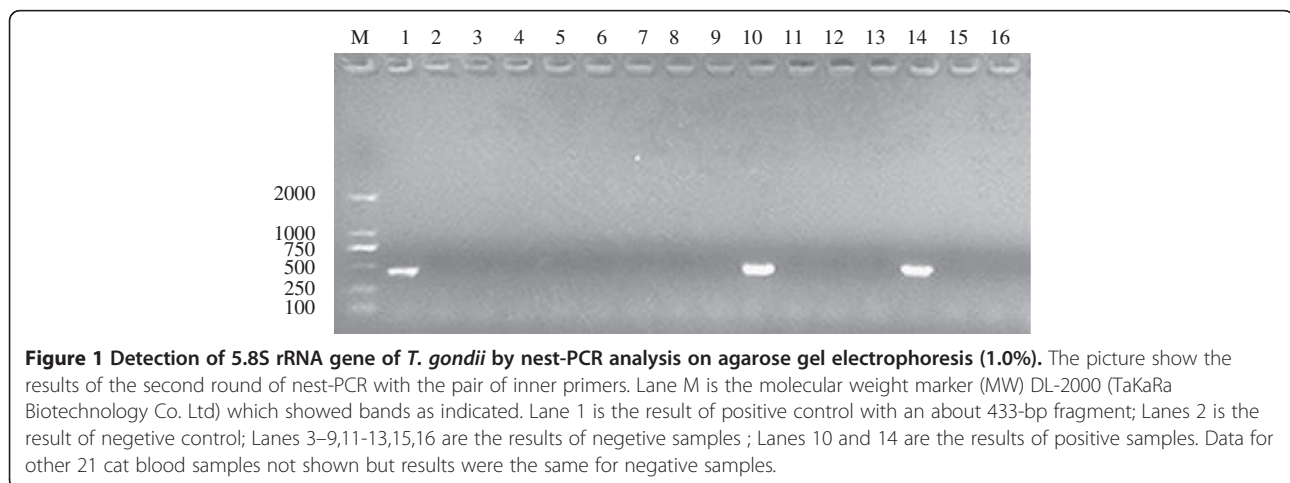 M 1 2 3 4 5 6 7 8 9 10 11 12 13 14 15 16
2000
1000
750
500
250
100
Figure 1 Detection of 5.8S rRNA gene of T. gondii by nest-PCR analysis on agarose gel electrophoresis (1.0%). The picture show the
results of the second round of nest-PCR with the pair of inner primers. Lane M is the molecular weight marker (MW) DL-2000 (TaKaRa
Biotechnology Co. Ltd) which showed bands as indicated. Lane 1 is the result of positive control with an about 433-bp fragment; Lanes 2 is the
result of negetive control; Lanes 3–9,11-13,15,16 are the results of negetive samples ; Lanes 10 and 14 are the results of positive samples. Data for
other 21 cat blood samples not shown but results were the same for negative samples.